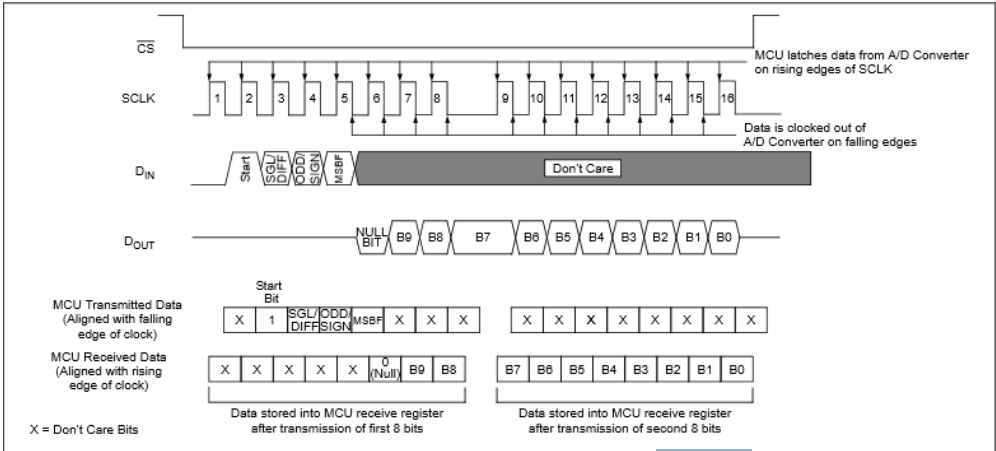 CS
MCU latches data from A/D Converter
on rising edges of SCLK
SCLK
1 2 3 4 5 6 7 8 9 10 11 12 13 14 15 16
Data is clocked out of
A/D Converter on falling edges
DIN
Start
SGL/
DIFF
ODD/
SIGN
MSBF
Don't Care
DOUT
NULL
BIT
B9 B8 B7 B6 B5 B4 B3 B2 B1 B0
Start
Bit
MCU Transmitted Data
(Aligned with falling
edge of clock)
X 1 SGL/DIFF ODD/SIGN MSBF X X X X X X X X X X X
MCU Received Data
(Aligned with rising
edge of clock)
X X X X X 0 (Null) B9 B8 B7 B6 B5 B4 B3 B2 B1 B0
Data stored into MCU receive register
after transmission of first 8 bits
Data stored into MCU receive register
after transmission of second 8 bits
X = Don't Care Bits